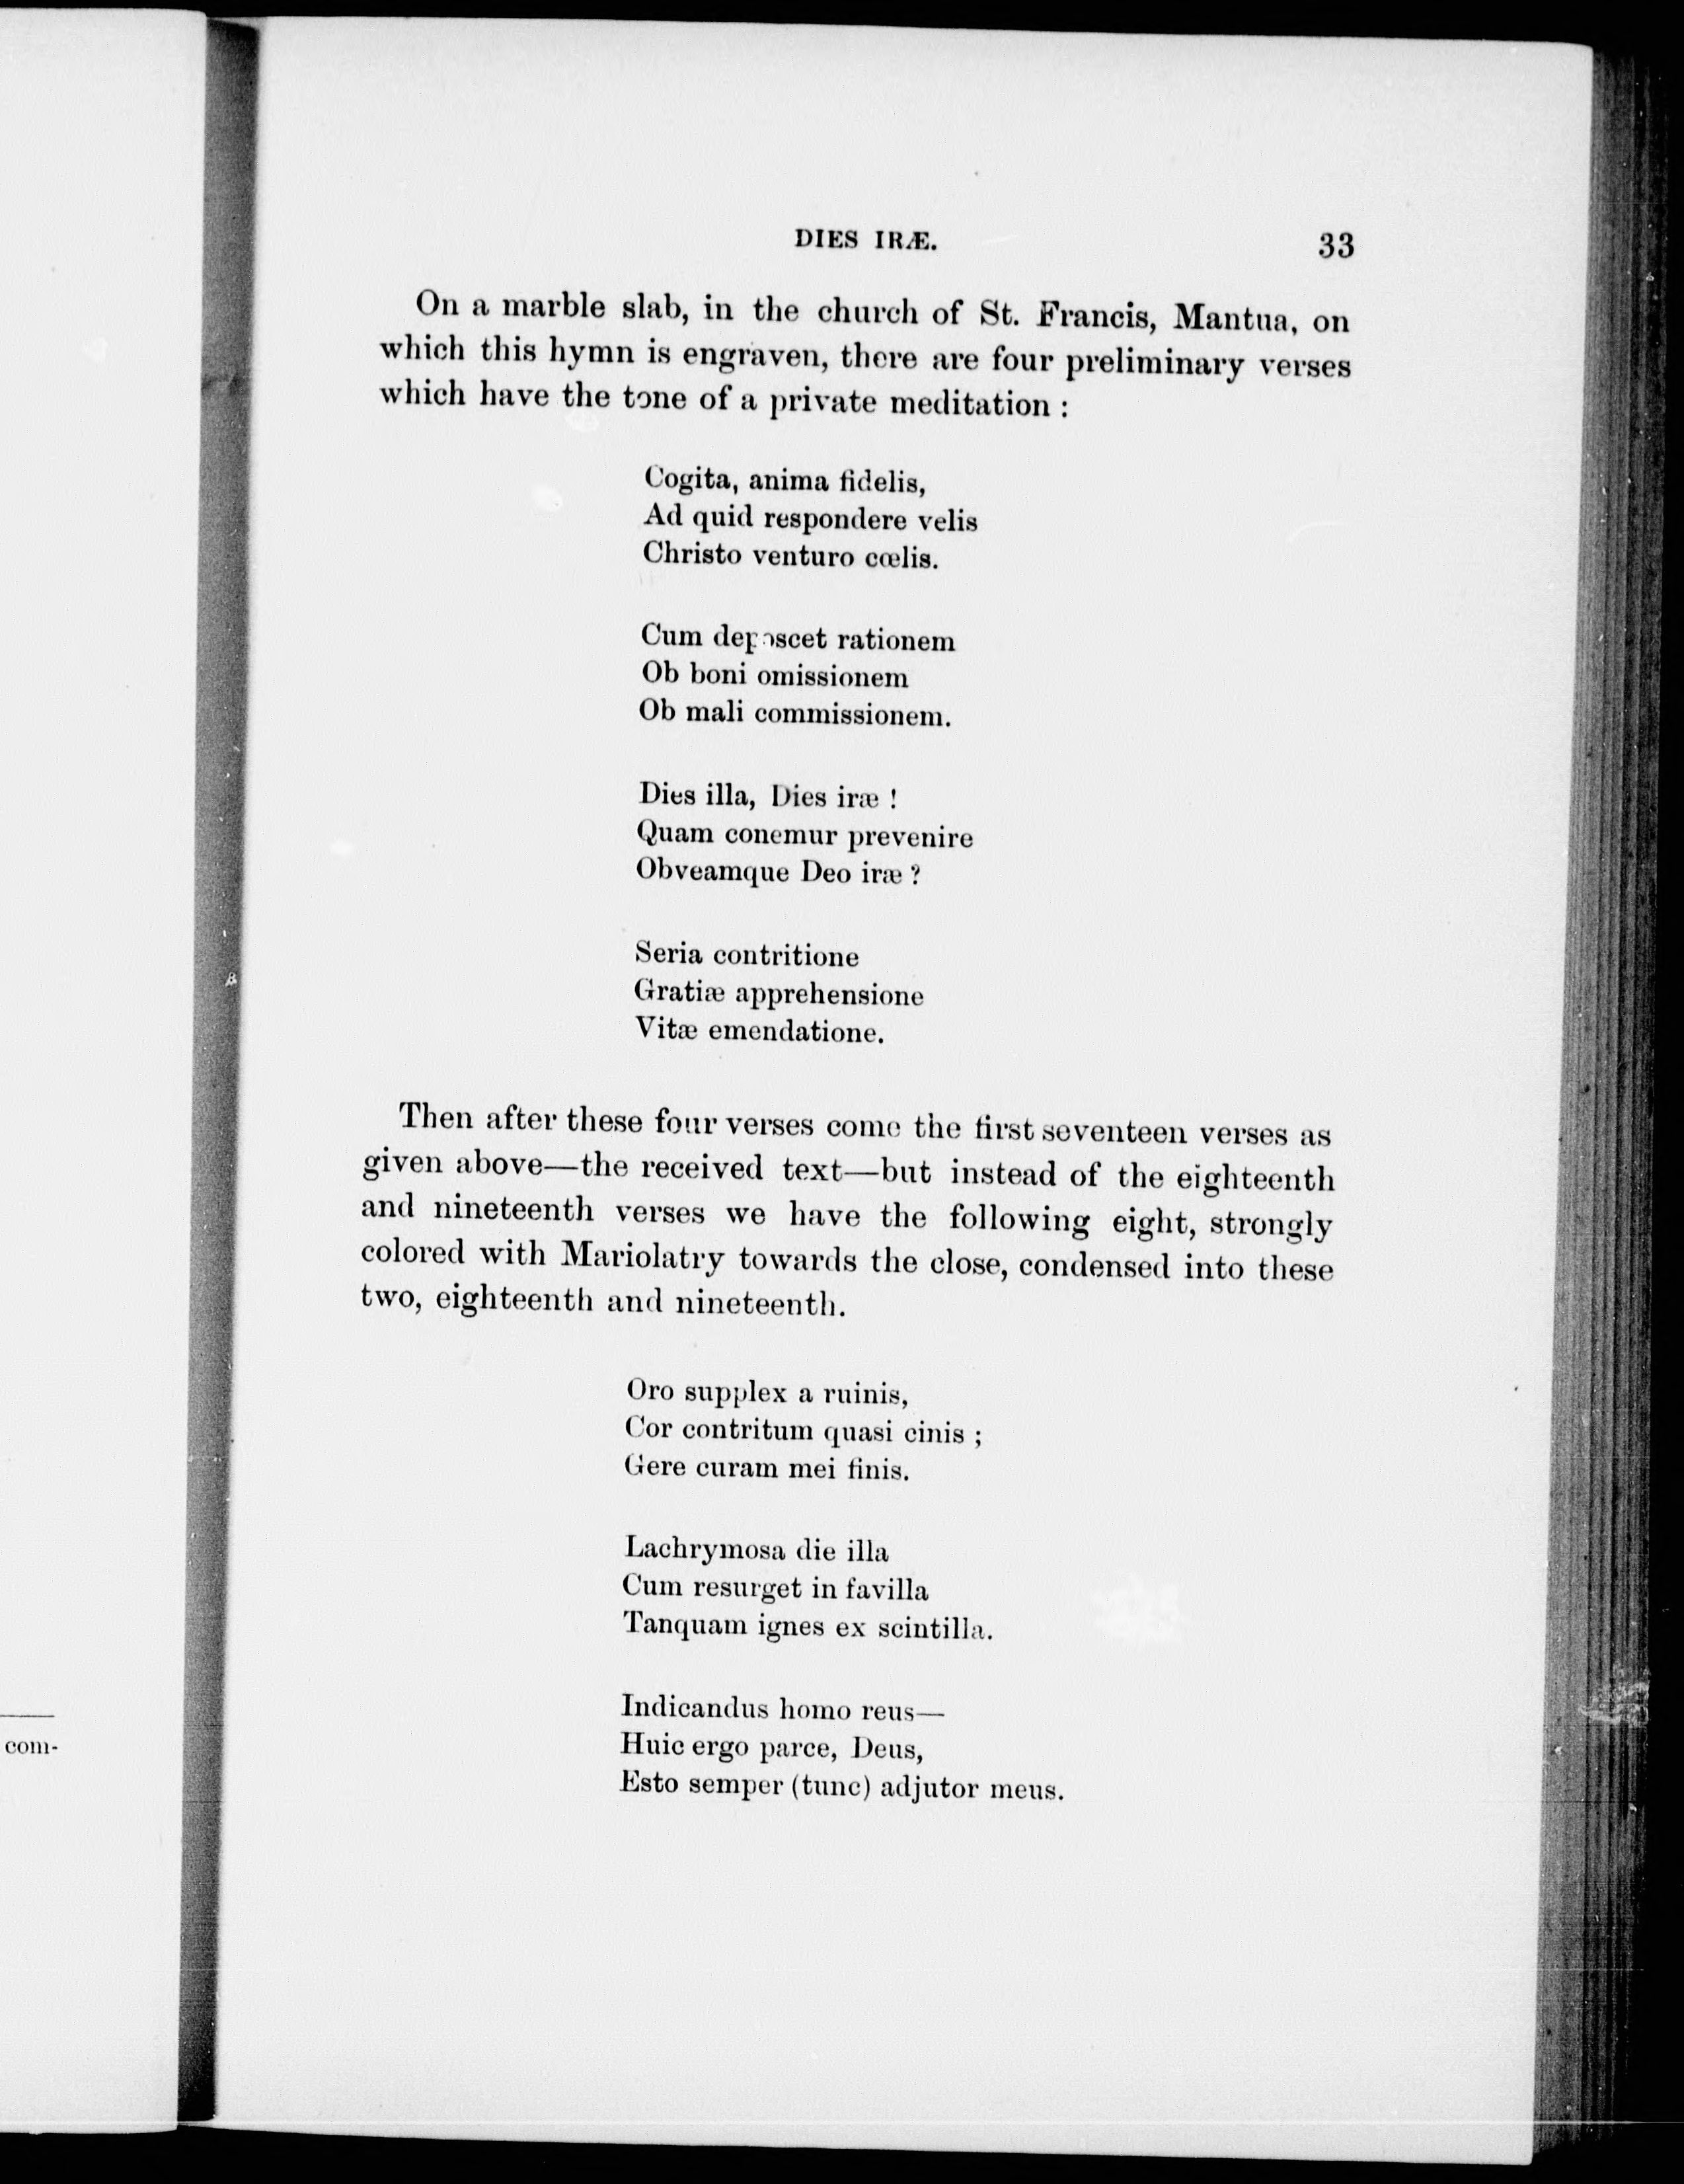 DIES IRÆ. 33
On a marble slab, in the church of St. Francis, Mantua, on
which this hymn is engraven, there are four preliminary verses
which have the tone of a private meditation :
Cogita, anima fidelis,
Ad quid respondere velis
Christo venturo cœlis.
Cum deposcet rationem
Ob boni omissionem
Ob mali commissionem.
Dies illa, Dies iræ !
Quam conemur prevenire
Obveamque Deo iræ ?
Seria contritione
Gratiæ apprehensione
Vitæ emendatione.
Then after these four verses come the first seventeen verses as
given above—the received text—but instead of the eighteenth
and nineteenth verses we have the following eight, strongly
colored with Mariolatry towards the close, condensed into these
two, eighteenth and nineteenth.
Oro supplex a ruinis,
Cor contritum quasi cinis ;
Gere curam mei finis.
Lachrymosa die illa
Cum resurget in favilla
Tanquam ignes ex scintilla.
Indicandus homo reus—
Huic ergo parce, Deus,
Esto semper (tunc) adjutor meus.
com-